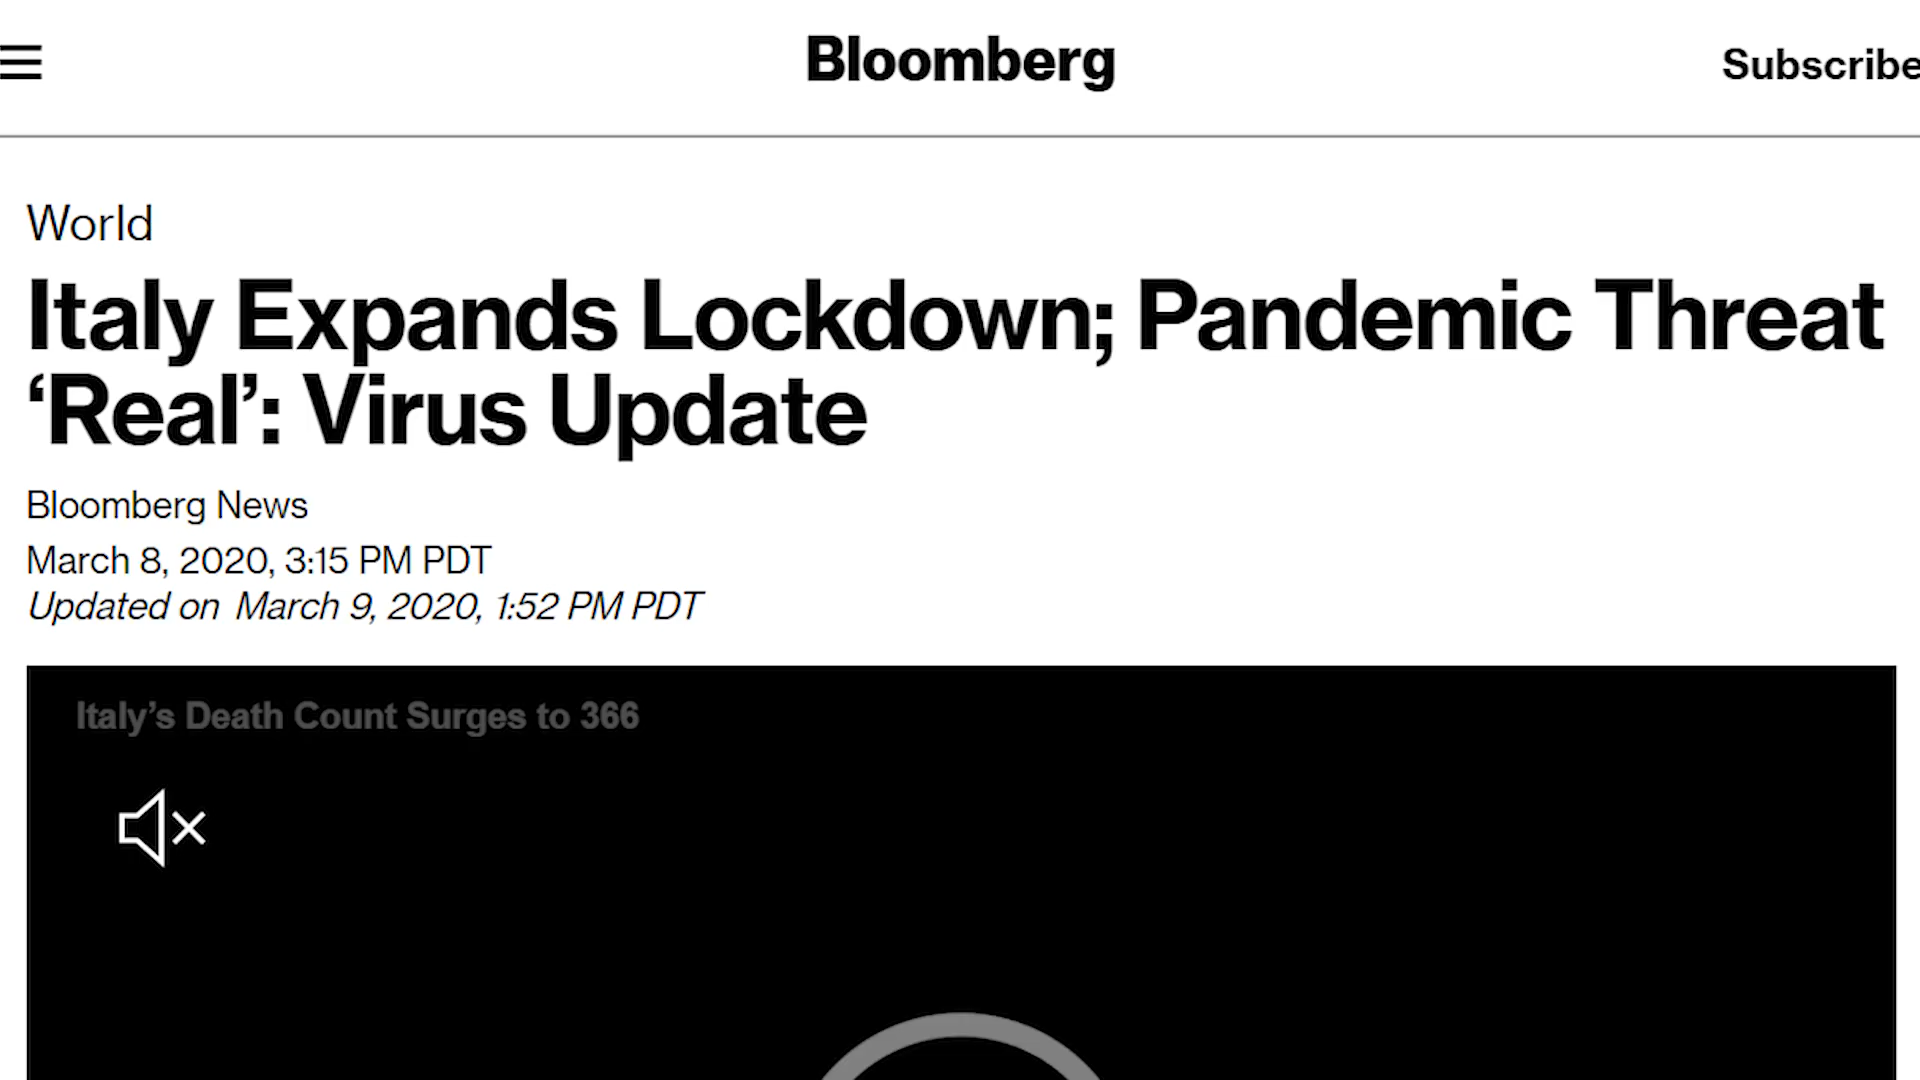 Bloomberg
Subscribe
World
Italy Expands Lockdown; Pandemic Threat
‘Real’: Virus Update
Bloomberg News
March 8, 2020, 3:15 PM PDT
Updated on March 9, 2020, 1:52 PM PDT
Italy’s Death Count Surges to 366